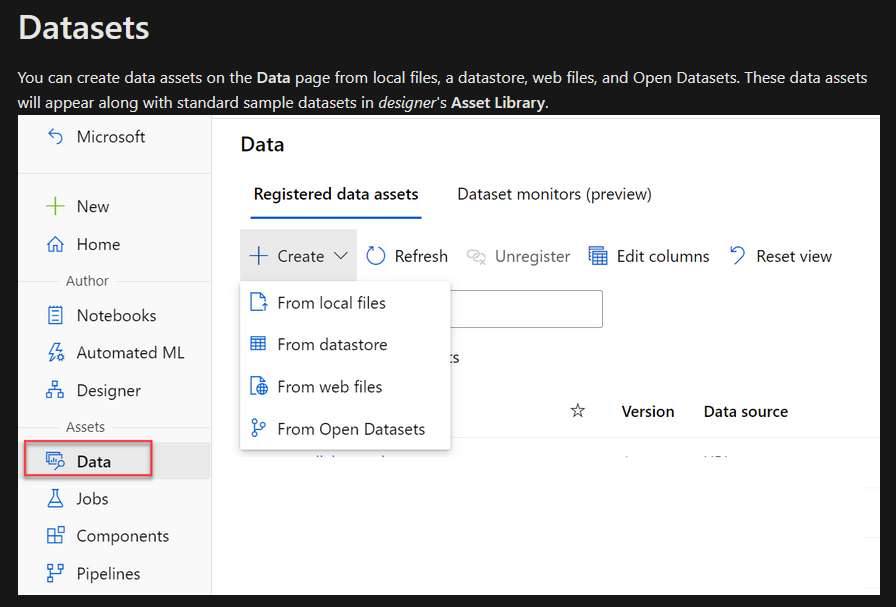 Datasets
You can create data assets on the Data page from local files, a datastore, web files, and Open Datasets. These data assets
will appear along with standard sample datasets in designer's Asset Library.
Microsoft
New
Home
Author
Notebooks
Automated ML
Designer
Assets
Data
Jobs
Components
Pipelines
Data
Registered data assets Dataset monitors (preview)
Create Refresh Unregister Edit columns Reset view
From local files
From datastore
From web files
From Open Datasets
Version Data source